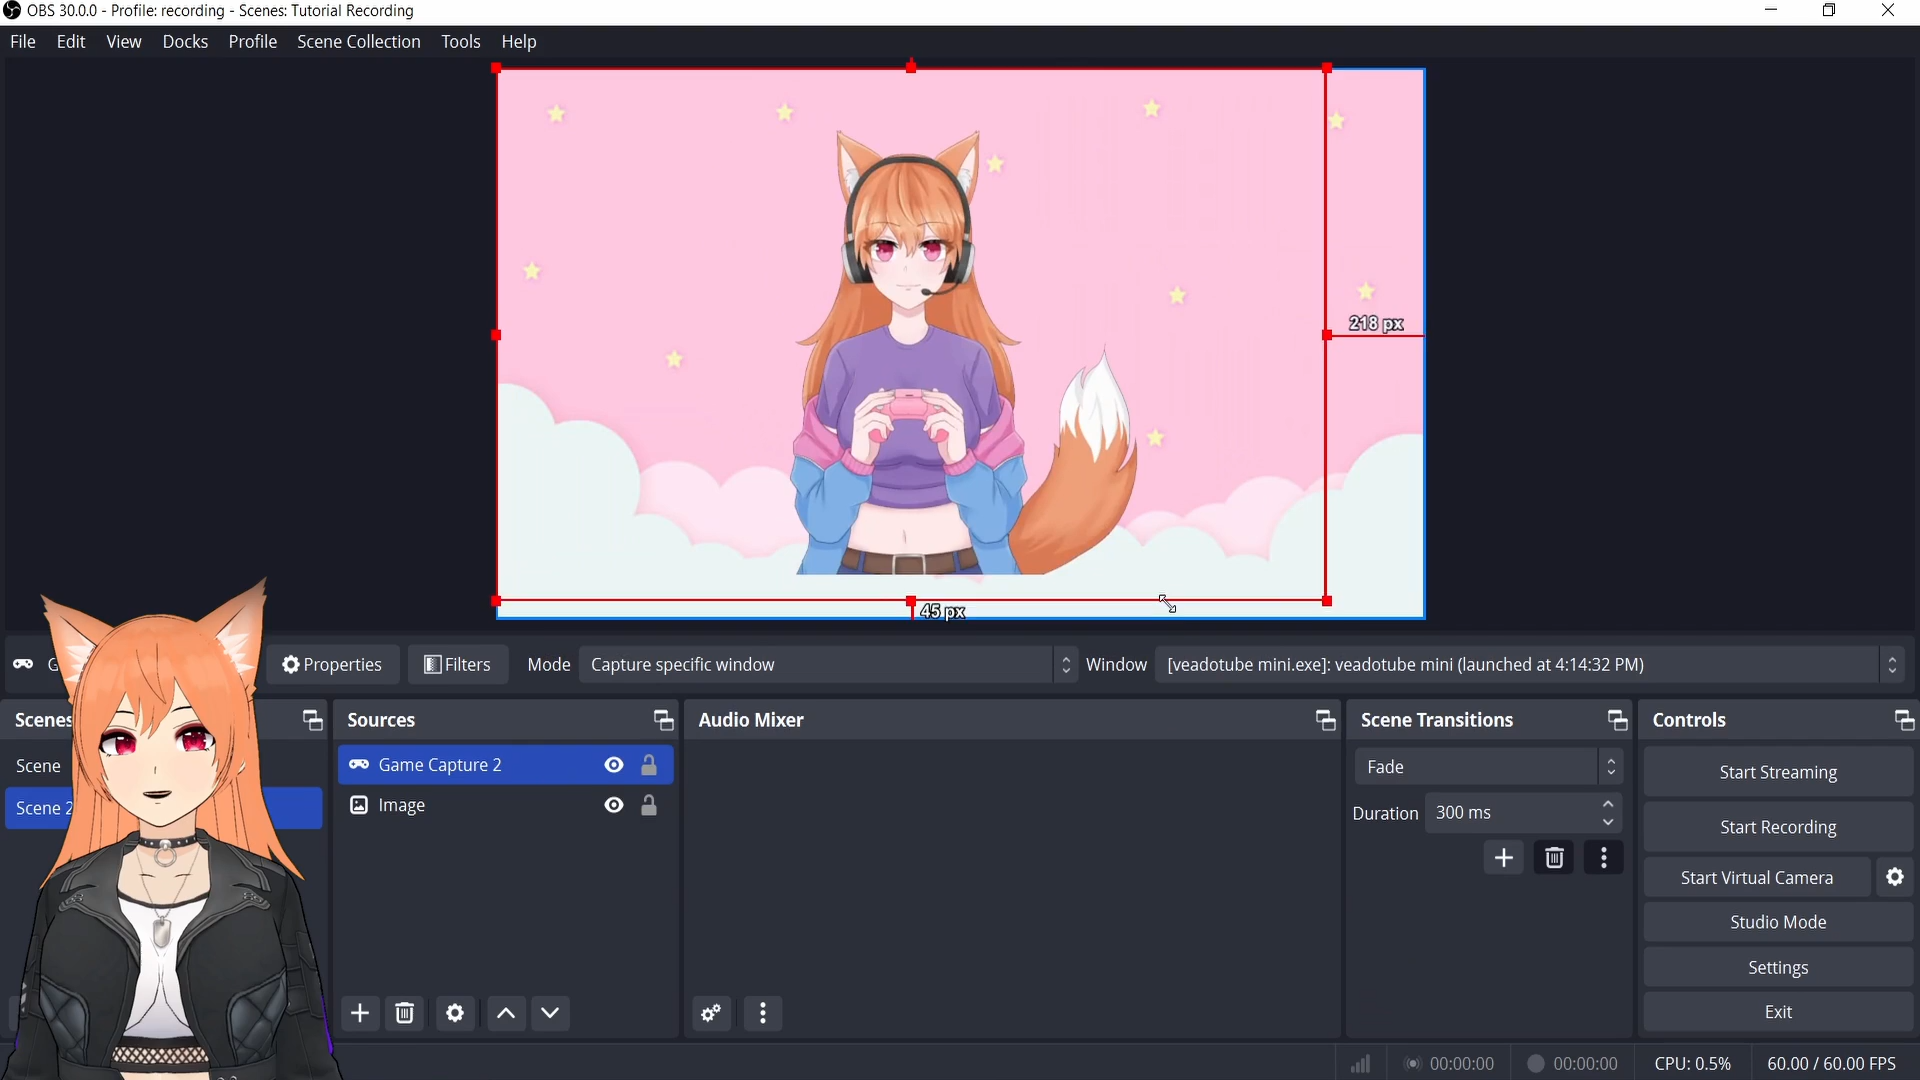 OBS 30.0.0 - Profile: recording - Scenes: Tutorial Recording
File Edit View Docks Profile Scene Collection Tools Help
218 px
45 px
G Properties Filters Mode Capture specific window Window [veadotube mini.exe]: veadotube mini (launched at 4:14:32 PM)
Scenes Sources Audio Mixer Scene Transitions Controls
Scene Game Capture 2 Fade Start Streaming
Scene 2 Image Duration 300 ms Start Recording
Start Virtual Camera
Studio Mode
Settings
Exit
00:00:00 00:00:00 CPU: 0.5% 60.00 / 60.00 FPS